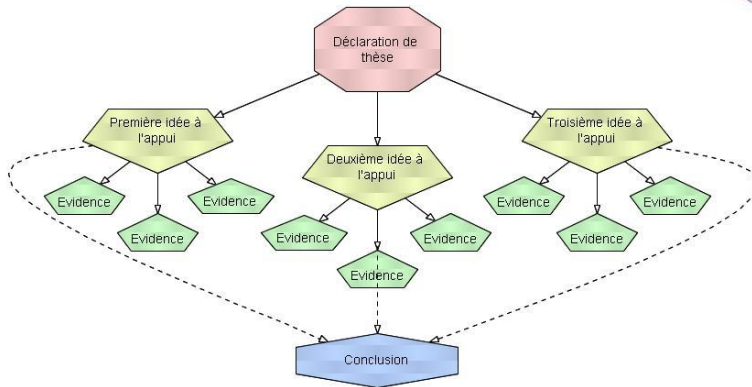 Déclaration de
thèse
Première idée à
l'appui
Deuxième idée à
l'appui
Troisième idée à
l'appui
Evidence
Evidence
Evidence
Evidence
Evidence
Evidence
Evidence
Evidence
Evidence
Conclusion